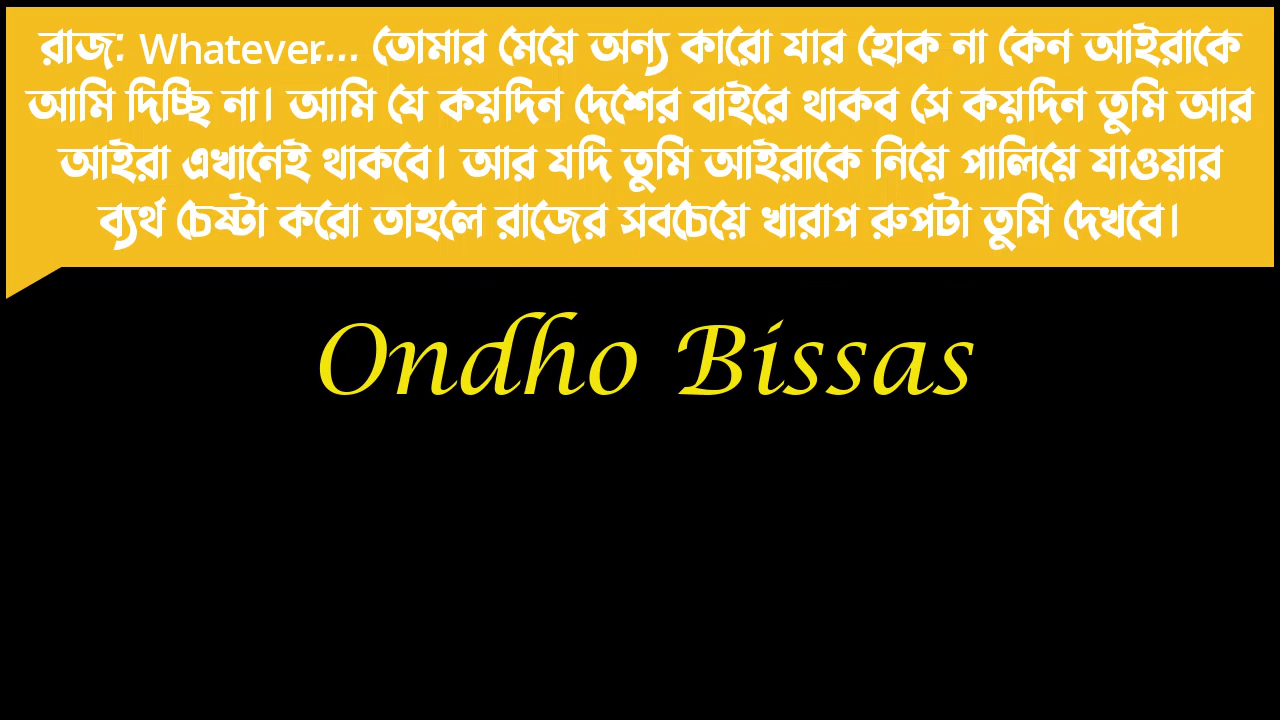 রাজ: Whatever.... তোমার মেয়ে অন্য কারো যার হোক না কেন আইরাকে
আমি দিচ্ছি না। আমি যে কয়দিন দেশের বাইরে থাকব সে কয়দিন তুমি আর
আইরা এখানেই থাকবে। আর যদি তুমি আইরাকে নিয়ে পালিয়ে যাওয়ার
ব্যর্থ চেষ্টা করো তাহলে রাজের সবচেয়ে খারাপ রুপটা তুমি দেখবে।
Ondho Bissas